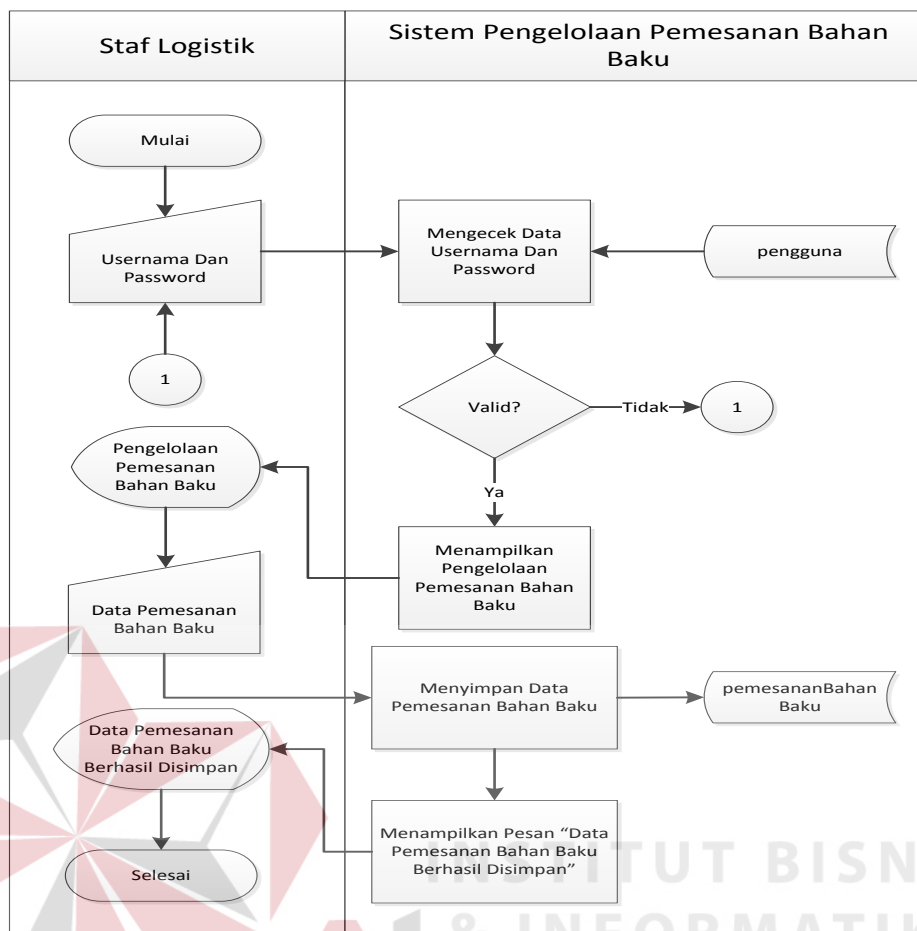 Staf Logistik
Sistem Pengelolaan Pemesanan Bahan
Baku
Mulai
Usernama Dan
Password
Mengecek Data
Usernama Dan
Password
pengguna
1
Valid?
Tidak
1
Ya
Pengelolaan
Pemesanan
Bahan Baku
Menampilkan
Pengelolaan
Pemesanan Bahan
Baku
Data Pemesanan
Bahan Baku
Menyimpan Data
Pemesanan Bahan Baku
pemesananBahan
Baku
Data Pemesanan
Bahan Baku
Berhasil Disimpan
Menampilkan Pesan “Data
Pemesanan Bahan Baku
Berhasil Disimpan”
Selesai
INSTITUT BISN
& INFORMATIK